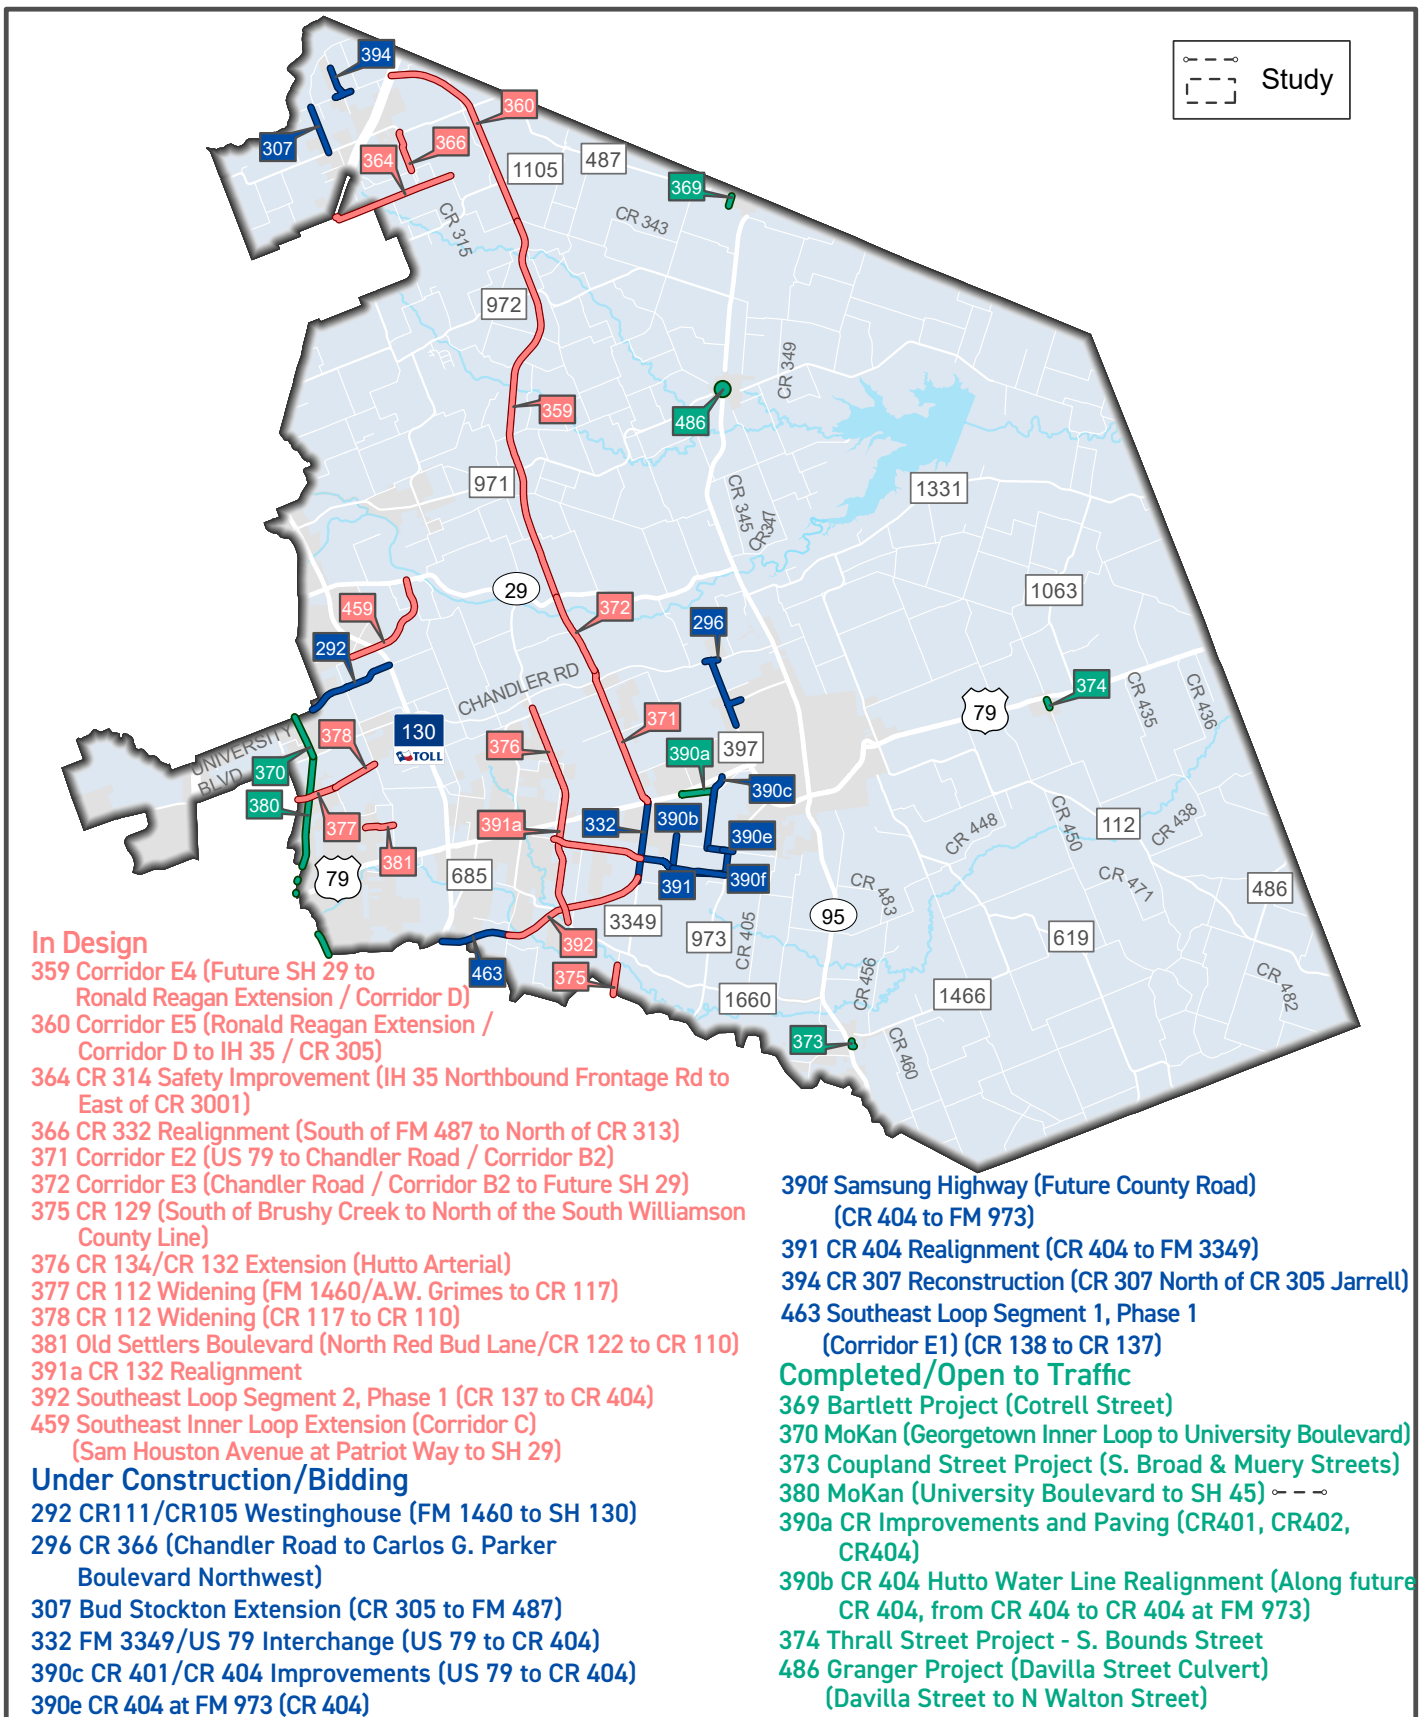 394
Study
360
307
366
364
1105
487
369
CR 315
CR 343
972
CR 349
359
486
971
CR 345
CR347
1331
29
1063
459
372
296
292
CHANDLER RD
374
CR 435
CR 436
79
371
130
TOLL
376
378
UNIVERSITY
BLVD
370
390a
397
390c
380
377
391a
332
390b
390e
CR 448
CR 450
112
CR 438
381
79
685
391
390f
CR 471
486
CR 483
95
3349
973
CR 405
619
392
463
375
CR 456
1466
CR 482
1660
373
CR 460
In Design
359 Corridor E4 (Future SH 29 to
Ronald Reagan Extension / Corridor D)
360 Corridor E5 (Ronald Reagan Extension /
Corridor D to IH 35 / CR 305)
364 CR 314 Safety Improvement (IH 35 Northbound Frontage Rd to
East of CR 3001)
366 CR 332 Realignment (South of FM 487 to North of CR 313)
371 Corridor E2 (US 79 to Chandler Road / Corridor B2)
372 Corridor E3 (Chandler Road / Corridor B2 to Future SH 29)
375 CR 129 (South of Brushy Creek to North of the South Williamson
County Line)
376 CR 134/CR 132 Extension (Hutto Arterial)
377 CR 112 Widening (FM 1460/A.W. Grimes to CR 117)
378 CR 112 Widening (CR 117 to CR 110)
381 Old Settlers Boulevard (North Red Bud Lane/CR 122 to CR 110)
391a CR 132 Realignment
392 Southeast Loop Segment 2, Phase 1 (CR 137 to CR 404)
459 Southeast Inner Loop Extension (Corridor C)
(Sam Houston Avenue at Patriot Way to SH 29)
Under Construction/Bidding
292 CR111/CR105 Westinghouse (FM 1460 to SH 130)
296 CR 366 (Chandler Road to Carlos G. Parker
Boulevard Northwest)
307 Bud Stockton Extension (CR 305 to FM 487)
332 FM 3349/US 79 Interchange (US 79 to CR 404)
390c CR 401/CR 404 Improvements (US 79 to CR 404)
390e CR 404 at FM 973 (CR 404)
390f Samsung Highway (Future County Road)
(CR 404 to FM 973)
391 CR 404 Realignment (CR 404 to FM 3349)
394 CR 307 Reconstruction (CR 307 North of CR 305 Jarrell)
463 Southeast Loop Segment 1, Phase 1
(Corridor E1) (CR 138 to CR 137)
Completed/Open to Traffic
369 Bartlett Project (Cotrell Street)
370 MoKan (Georgetown Inner Loop to University Boulevard)
373 Coupland Street Project (S. Broad & Muery Streets)
380 MoKan (University Boulevard to SH 45)
390a CR Improvements and Paving (CR401, CR402,
CR404)
390b CR 404 Hutto Water Line Realignment (Along future
CR 404, from CR 404 to CR 404 at FM 973)
374 Thrall Street Project - S. Bounds Street
486 Granger Project (Davilla Street Culvert)
(Davilla Street to N Walton Street)